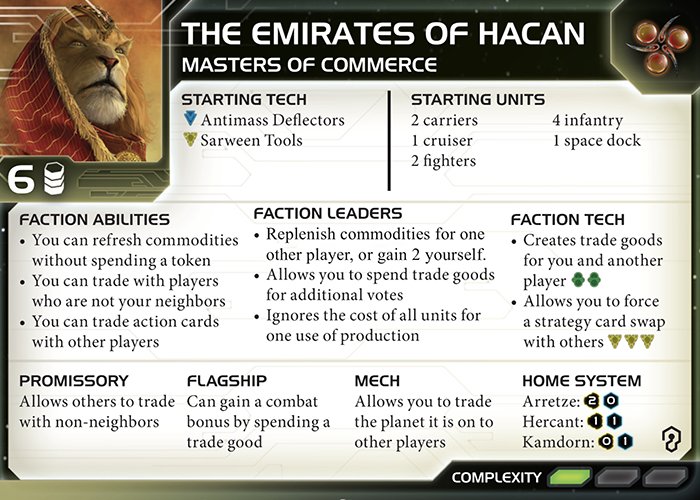 THE EMIRATES OF HACAN
MASTERS OF COMMERCE
6
STARTING TECH
Antimass Deflectors
Sarween Tools
STARTING UNITS
2 carriers
1 cruiser
2 fighters
4 infantry
1 space dock
FACTION ABILITIES
• You can refresh commodities
without spending a token
• You can trade with players
who are not your neighbors
• You can trade action cards
with other players
FACTION LEADERS
• Replenish commodities for one
other player, or gain 2 yourself.
• Allows you to spend trade goods
for additional votes
• Ignores the cost of all units for
one use of production
FACTION TECH
• Creates trade goods
for you and another
player
• Allows you to force
a strategy card swap
with others
PROMISSORY
Allows others to trade
with non-neighbors
FLAGSHIP
Can gain a combat
bonus by spending a
trade good
MECH
Allows you to trade
the planet it is on to
other players
HOME SYSTEM
Arretze: 2 0
Hercant: 1 1
Kamdorn: 0 1
COMPLEXITY